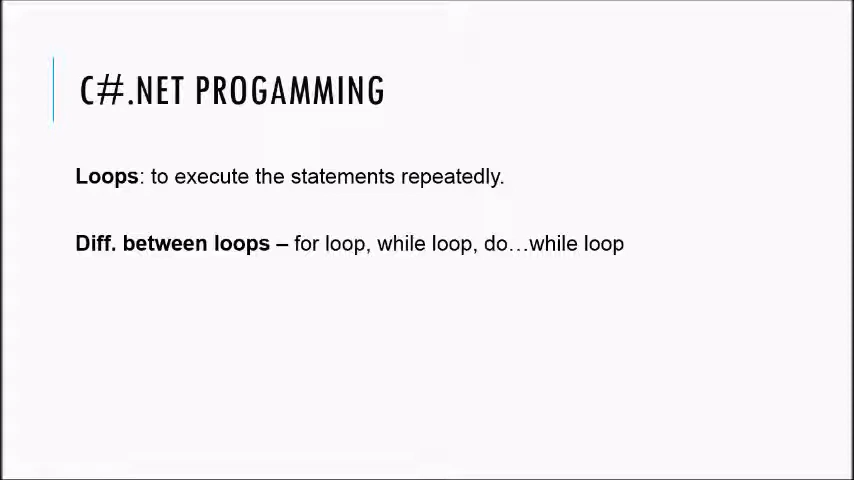 C#.NET PROGAMMING
Loops: to execute the statements repeatedly.
Diff. between loops – for loop, while loop, do…while loop